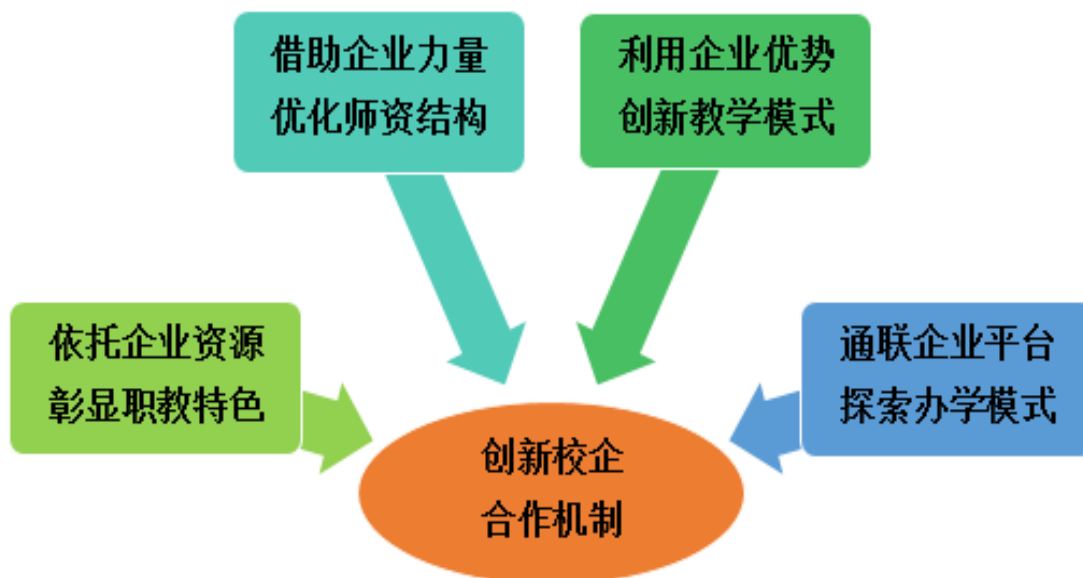 借助企业力量
优化师资结构
利用企业优势
创新教学模式
依托企业资源
彰显职教特色
通联企业平台
探索办学模式
创新校企
合作机制